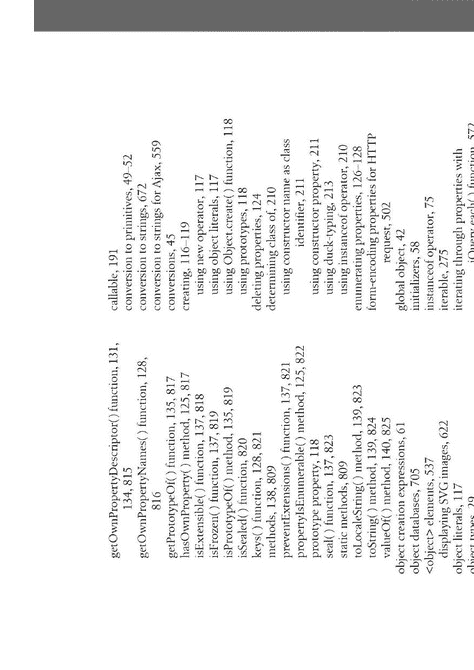 getOwnPropertyDescriptor( ) function, 131,
134, 815
getOwnPropertyNames( ) function, 128,
816
getPrototypeOf( ) function, 135, 817
hasOwnProperty( ) method, 125, 817
isExtensible( ) function, 137, 818
isFrozen( ) function, 137, 819
isPrototypeOf( ) method, 135, 819
isSealed( ) function, 820
keys( ) function, 128, 821
methods, 138, 809
preventExtensions( ) function, 137, 821
propertyIsEnumerable( ) method, 125, 822
prototype property, 118
seal( ) function, 137, 823
static methods, 809
toLocaleString( ) method, 139, 823
toString( ) method, 139, 824
valueOf( ) method, 140, 825
object creation expressions, 61
object databases, 705
<object> elements, 537
displaying SVG images, 622
object literals, 117
object types, 29
callable, 191
conversion to primitives, 49–52
conversion to strings, 672
conversion to strings for Ajax, 559
conversions, 45
creating, 116–119
using new operator, 117
using object literals, 117
using Object.create( ) function, 118
using prototypes, 118
deleting properties, 124
determining class of, 210
using constructor name as class
identifier, 211
using constructor property, 211
using duck-typing, 213
using instanceof operator, 210
enumerating properties, 126–128
form-encoding properties for HTTP
request, 502
global object, 42
initializers, 58
instanceof operator, 75
iterable, 275
iterating through properties with
jQuery.each( ) function, 572